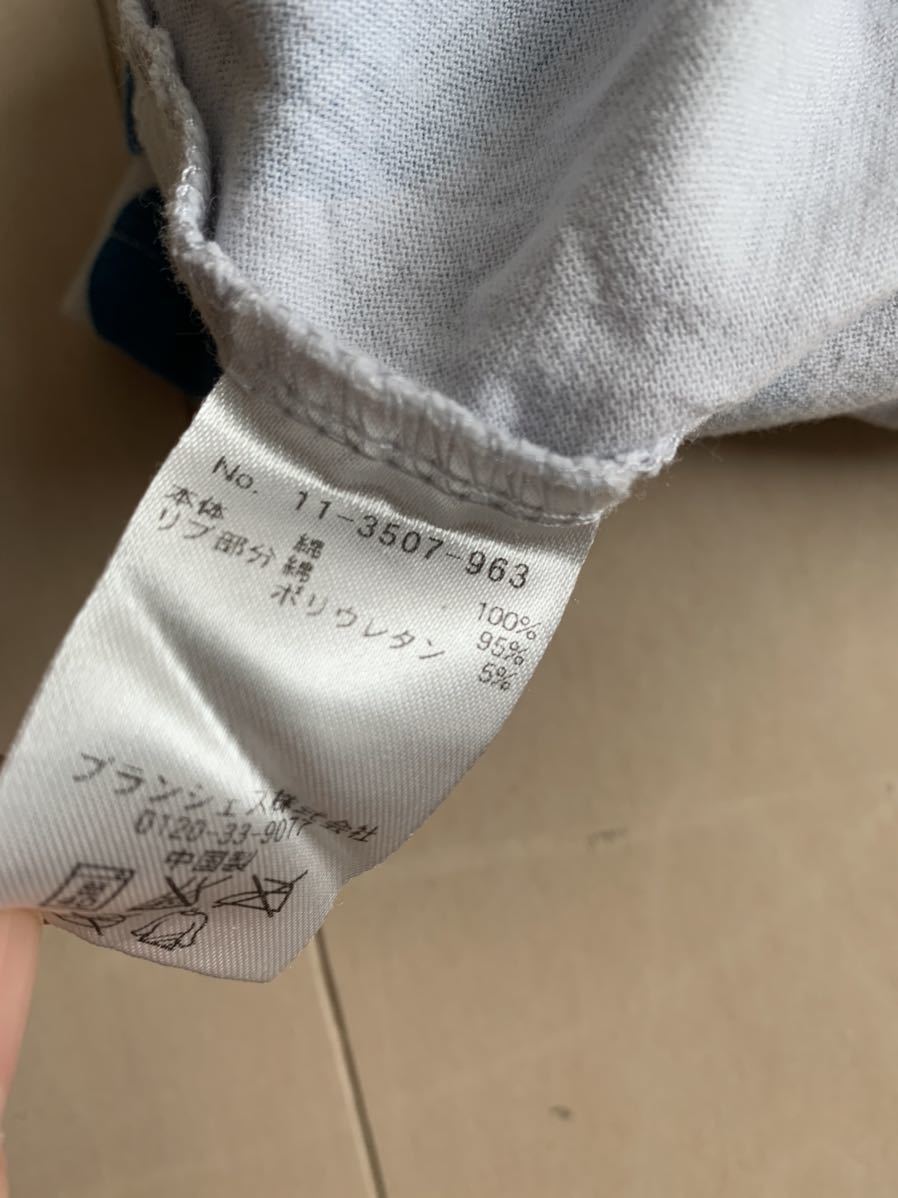 No. 11-3507-963
本体 綿 100%
リブ部分 綿 95%
ポリウレタン 5%
ブランシェス株式会社
0120-33-9077
中国製